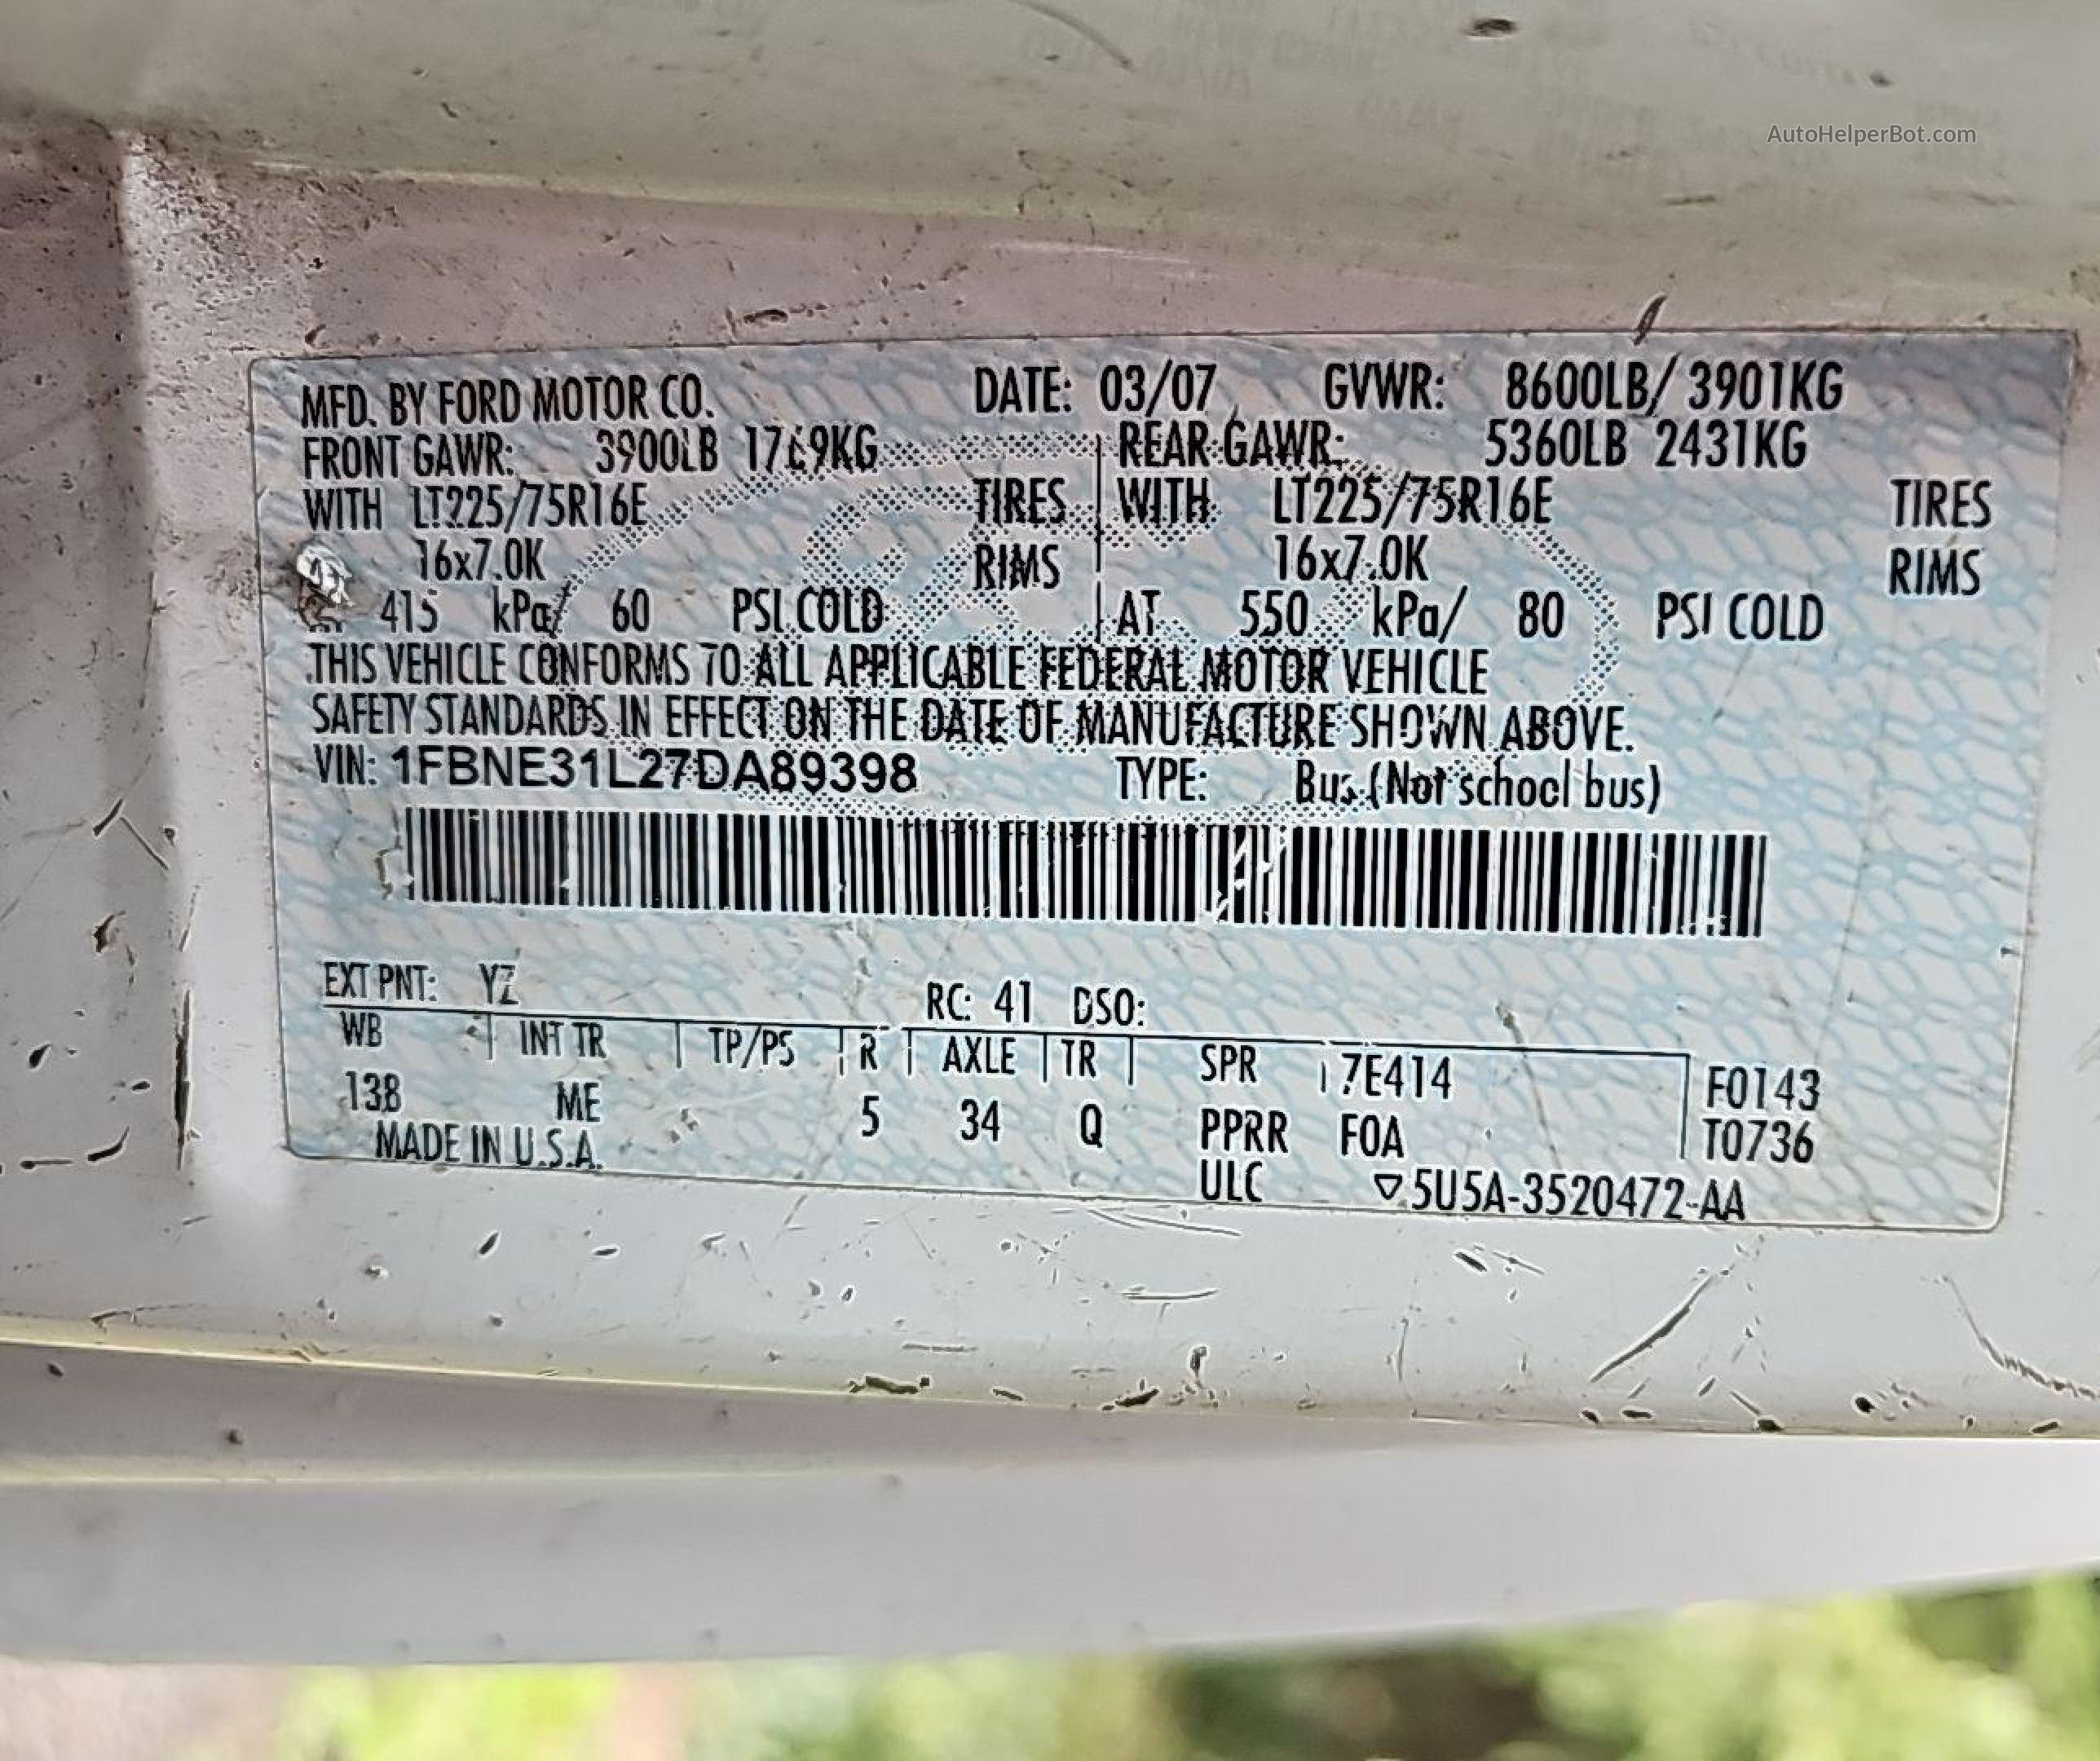 AutoHelperBot.com
MFD. BY FORD MOTOR CO. DATE: 03/07 GVWR: 8600LB/ 3901KG
FRONT GAWR: 3900LB 1769KG REAR GAWR: 5360LB 2431KG
WITH LT225/75R16E TIRES WITH LT225/75R16E TIRES
16x7.0K RIMS 16x7.0K RIMS
415 kPa/ 60 PSI COLD AT 550 kPa/ 80 PSI COLD
THIS VEHICLE CONFORMS TO ALL APPLICABLE FEDERAL MOTOR VEHICLE
SAFETY STANDARDS IN EFFECT ON THE DATE OF MANUFACTURE SHOWN ABOVE.
VIN: 1FBNE31L27DA89398 TYPE: Bus (Not school bus)
EXT PNT: YZ RC: 41 DSO:
WB INT TR TP/PS R AXLE TR SPR 7E414 F0143
138 ME 5 34 Q PPRR FOA T0736
MADE IN U.S.A. ULC ▽5U5A-3520472-AA